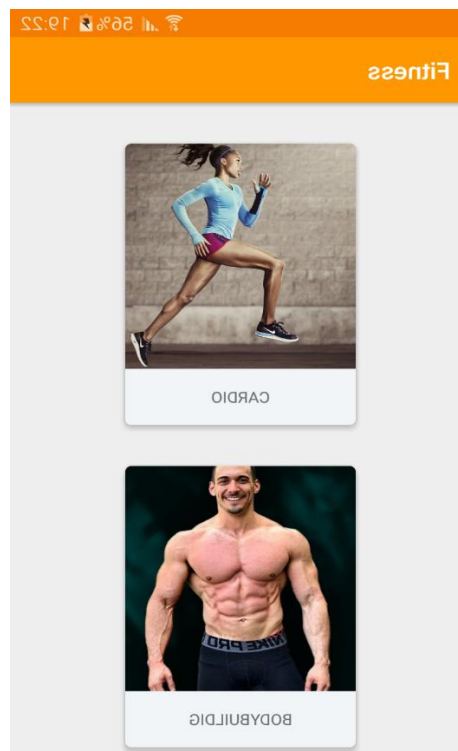 56% 19:22
Fitness
CARDIO
NIKE PRO
BODYBUILDIG